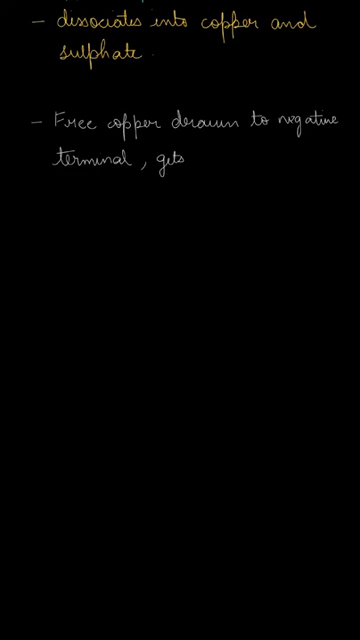 - dissociates into copper and
sulphate.
- Free copper drawn to negative
terminal, gets